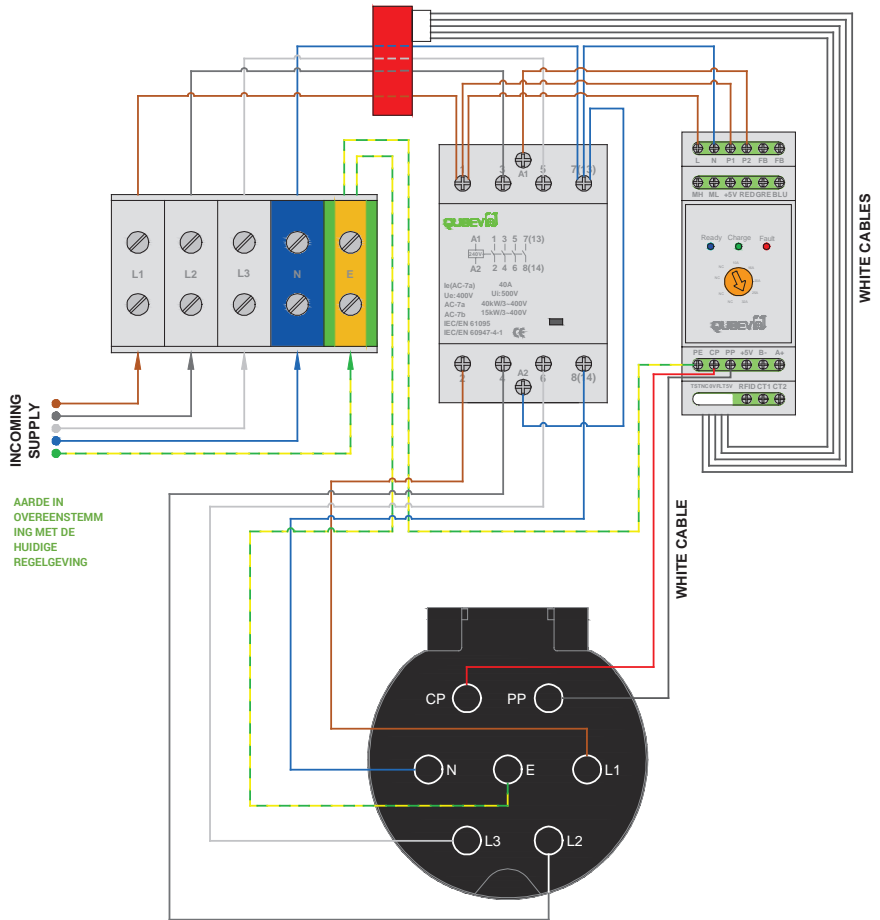 1 3 A1 5 7(13)
L N P1 P2 FB FB
MH ML +5V RED GRE BLU
WHITE CABLES
QUBEV
A1 1 3 5 7(13)
240V
A2 2 4 6 8(14)
Ie(AC-7a) 40A
Ue: 400V Ui: 500V
AC-7a 40kW/3~400V
AC-7b 15kW/3~400V
IEC/EN 61095
IEC/EN 60947-4-1 CE
Ready Charge Fault
QUBEV
L1 L2 L3 N E
PE CP PP +5V B- A+
RFID CT1 CT2
2 4 A2 6 8(14)
INCOMING
SUPPLY
AARDE IN
OVEREENSTEMM
ING MET DE
HUIDIGE
REGELGEVING
WHITE CABLE
CP PP
N E L1
L3 L2